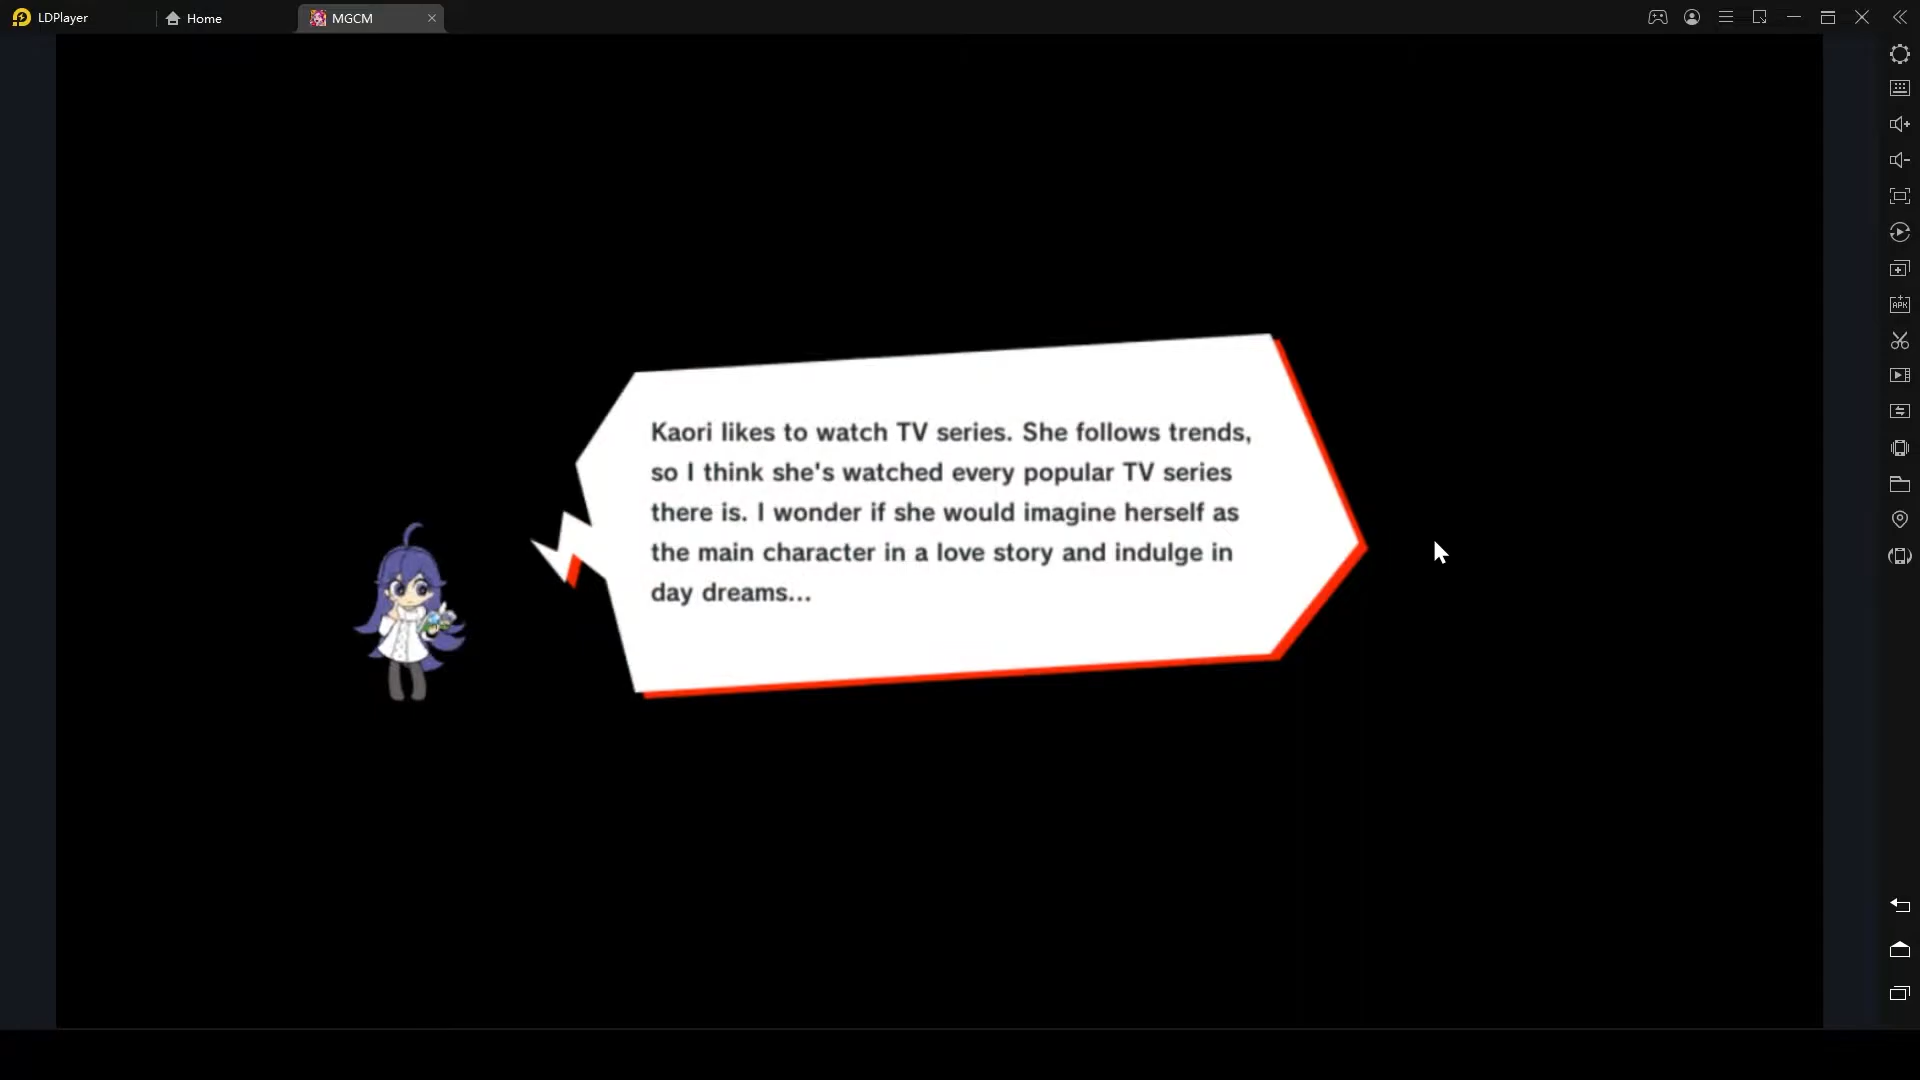 LDPlayer
Home
MGCM
Kaori likes to watch TV series. She follows trends,
so I think she's watched every popular TV series
there is. I wonder if she would imagine herself as
the main character in a love story and indulge in
day dreams...
APK